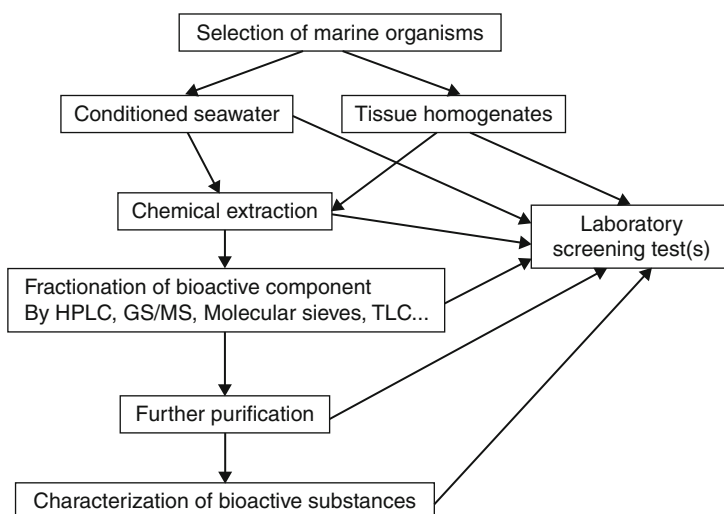 Selection of marine organisms
Conditioned seawater
Tissue homogenates
Chemical extraction
Laboratory
screening test(s)
Fractionation of bioactive component
By HPLC, GS/MS, Molecular sieves, TLC...
Further purification
Characterization of bioactive substances